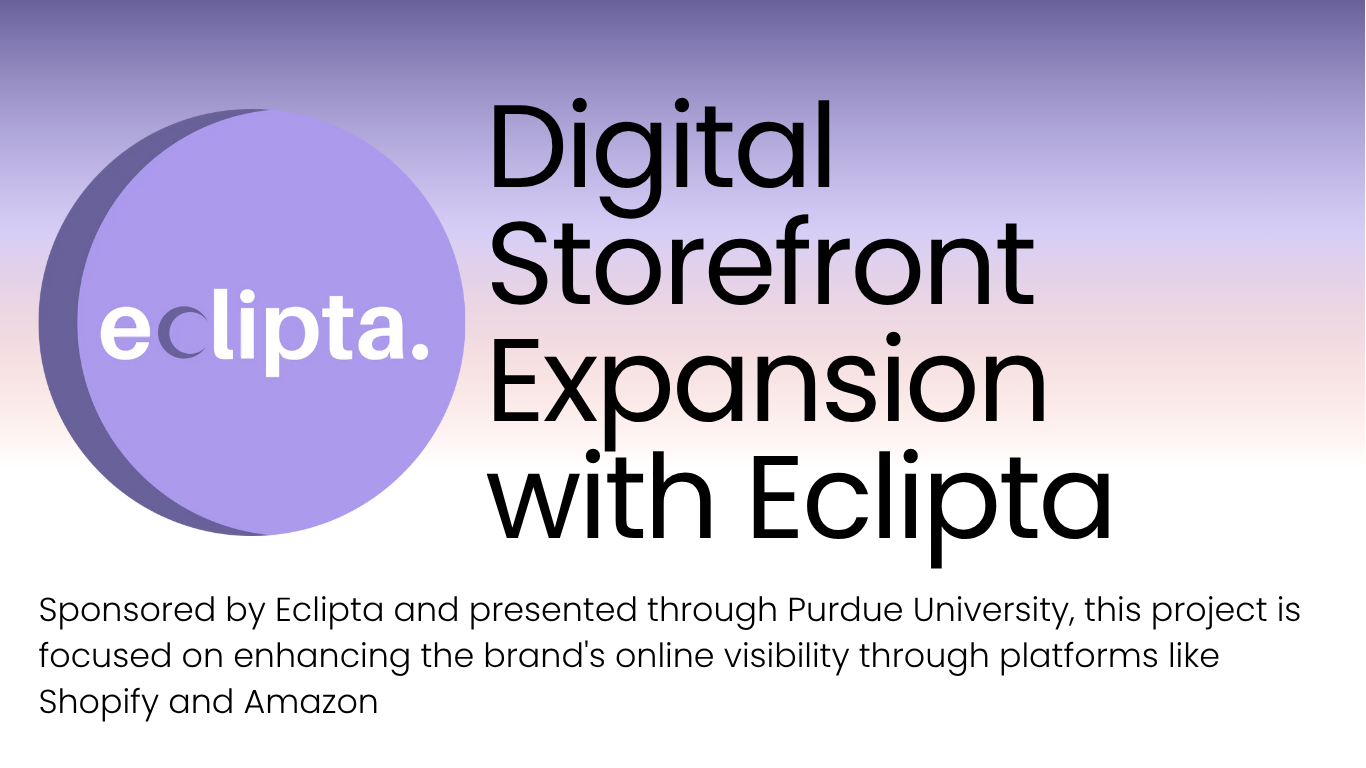 eclipta.
Digital
Storefront
Expansion
with Eclipta
Sponsored by Eclipta and presented through Purdue University, this project is
focused on enhancing the brand's online visibility through platforms like
Shopify and Amazon